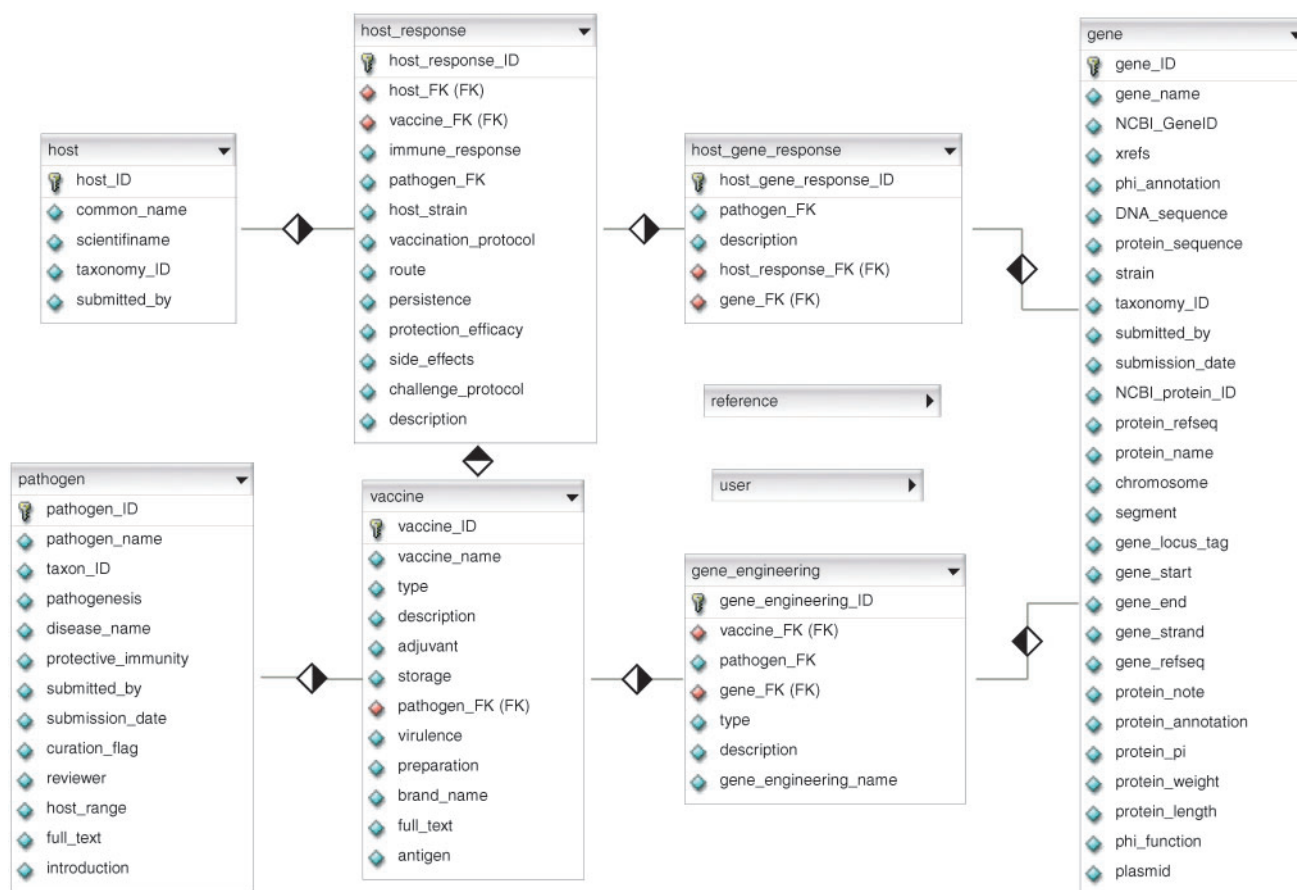 host_response
host_response_ID
host_FK (FK)
vaccine_FK (FK)
immune_response
pathogen_FK
host_strain
vaccination_protocol
route
persistence
protection_efficacy
side_effects
challenge_protocol
description
host
host_ID
common_name
scientifiname
taxonomy_ID
submitted_by
host_gene_response
host_gene_response_ID
pathogen_FK
description
host_response_FK (FK)
gene_FK (FK)
gene
gene_ID
gene_name
NCBI_GeneID
xrefs
phi_annotation
DNA_sequence
protein_sequence
strain
taxonomy_ID
submitted_by
submission_date
NCBI_protein_ID
protein_refseq
protein_name
chromosome
segment
gene_locus_tag
gene_start
gene_end
gene_strand
gene_refseq
protein_note
protein_annotation
protein_pi
protein_weight
protein_length
phi_function
plasmid
reference
user
pathogen
pathogen_ID
pathogen_name
taxon_ID
pathogenesis
disease_name
protective_immunity
submitted_by
submission_date
curation_flag
reviewer
host_range
full_text
introduction
vaccine
vaccine_ID
vaccine_name
type
description
adjuvant
storage
pathogen_FK (FK)
virulence
preparation
brand_name
full_text
antigen
gene_engineering
gene_engineering_ID
vaccine_FK (FK)
pathogen_FK
gene_FK (FK)
type
description
gene_engineering_name